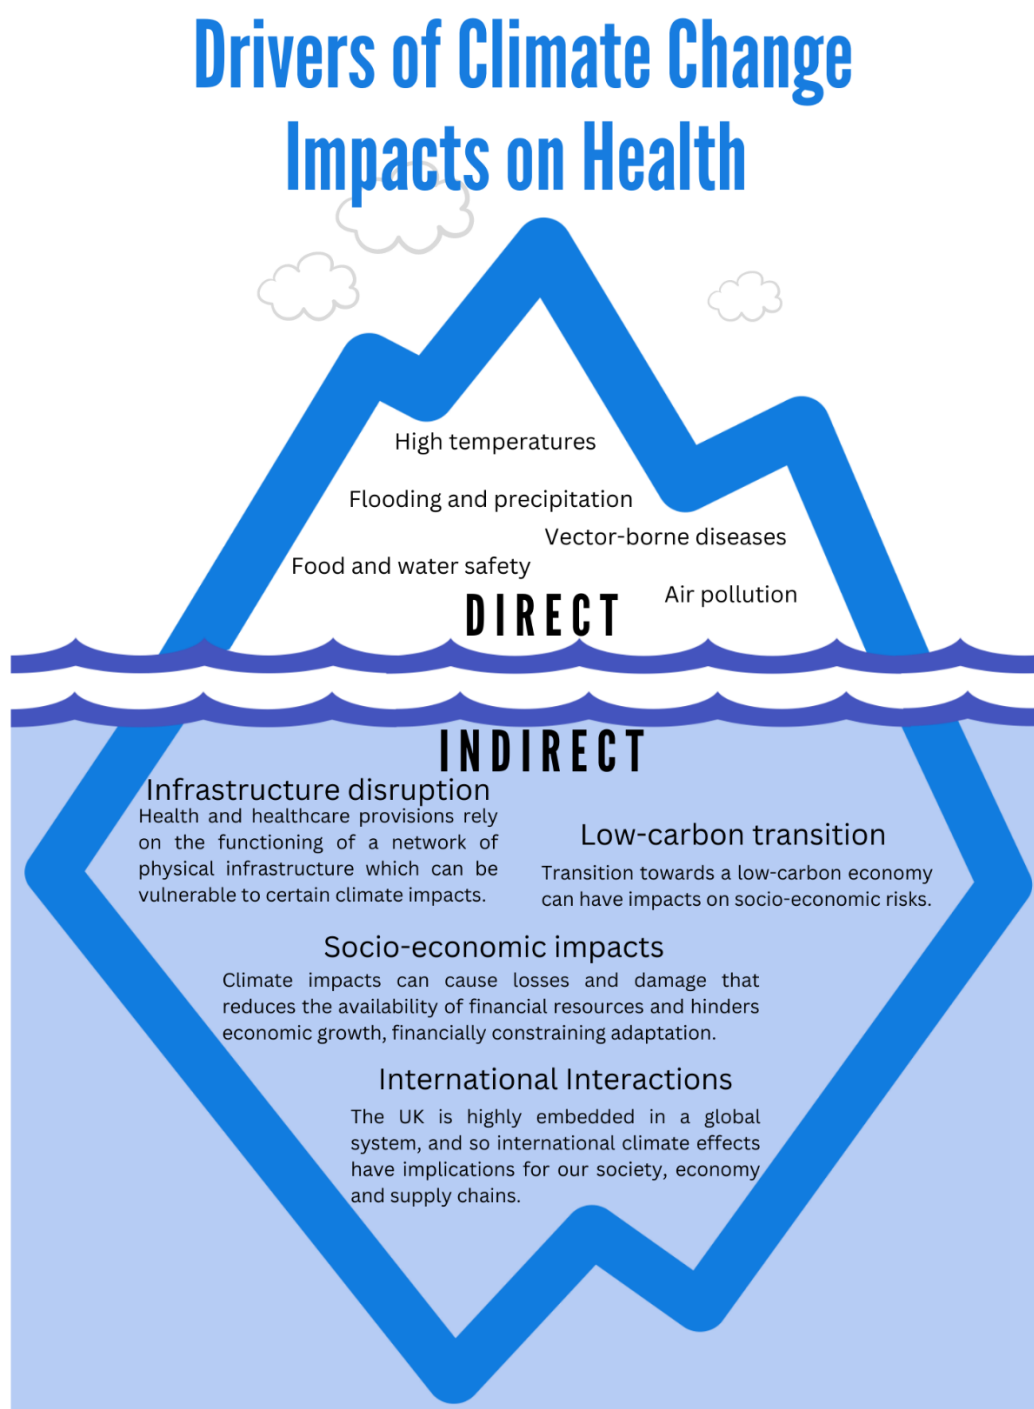 Drivers of Climate Change
Impacts on Health
High temperatures
Flooding and precipitation
Vector-borne diseases
Food and water safety
Air pollution
DIRECT
INDIRECT
Infrastructure disruption
Health and healthcare provisions rely
on the functioning of a network of
physical infrastructure which can be
vulnerable to certain climate impacts.
Low-carbon transition
Transition towards a low-carbon economy
can have impacts on socio-economic risks.
Socio-economic impacts
Climate impacts can cause losses and damage that
reduces the availability of financial resources and hinders
economic growth, financially constraining adaptation.
International Interactions
The UK is highly embedded in a global
system, and so international climate effects
have implications for our society, economy
and supply chains.